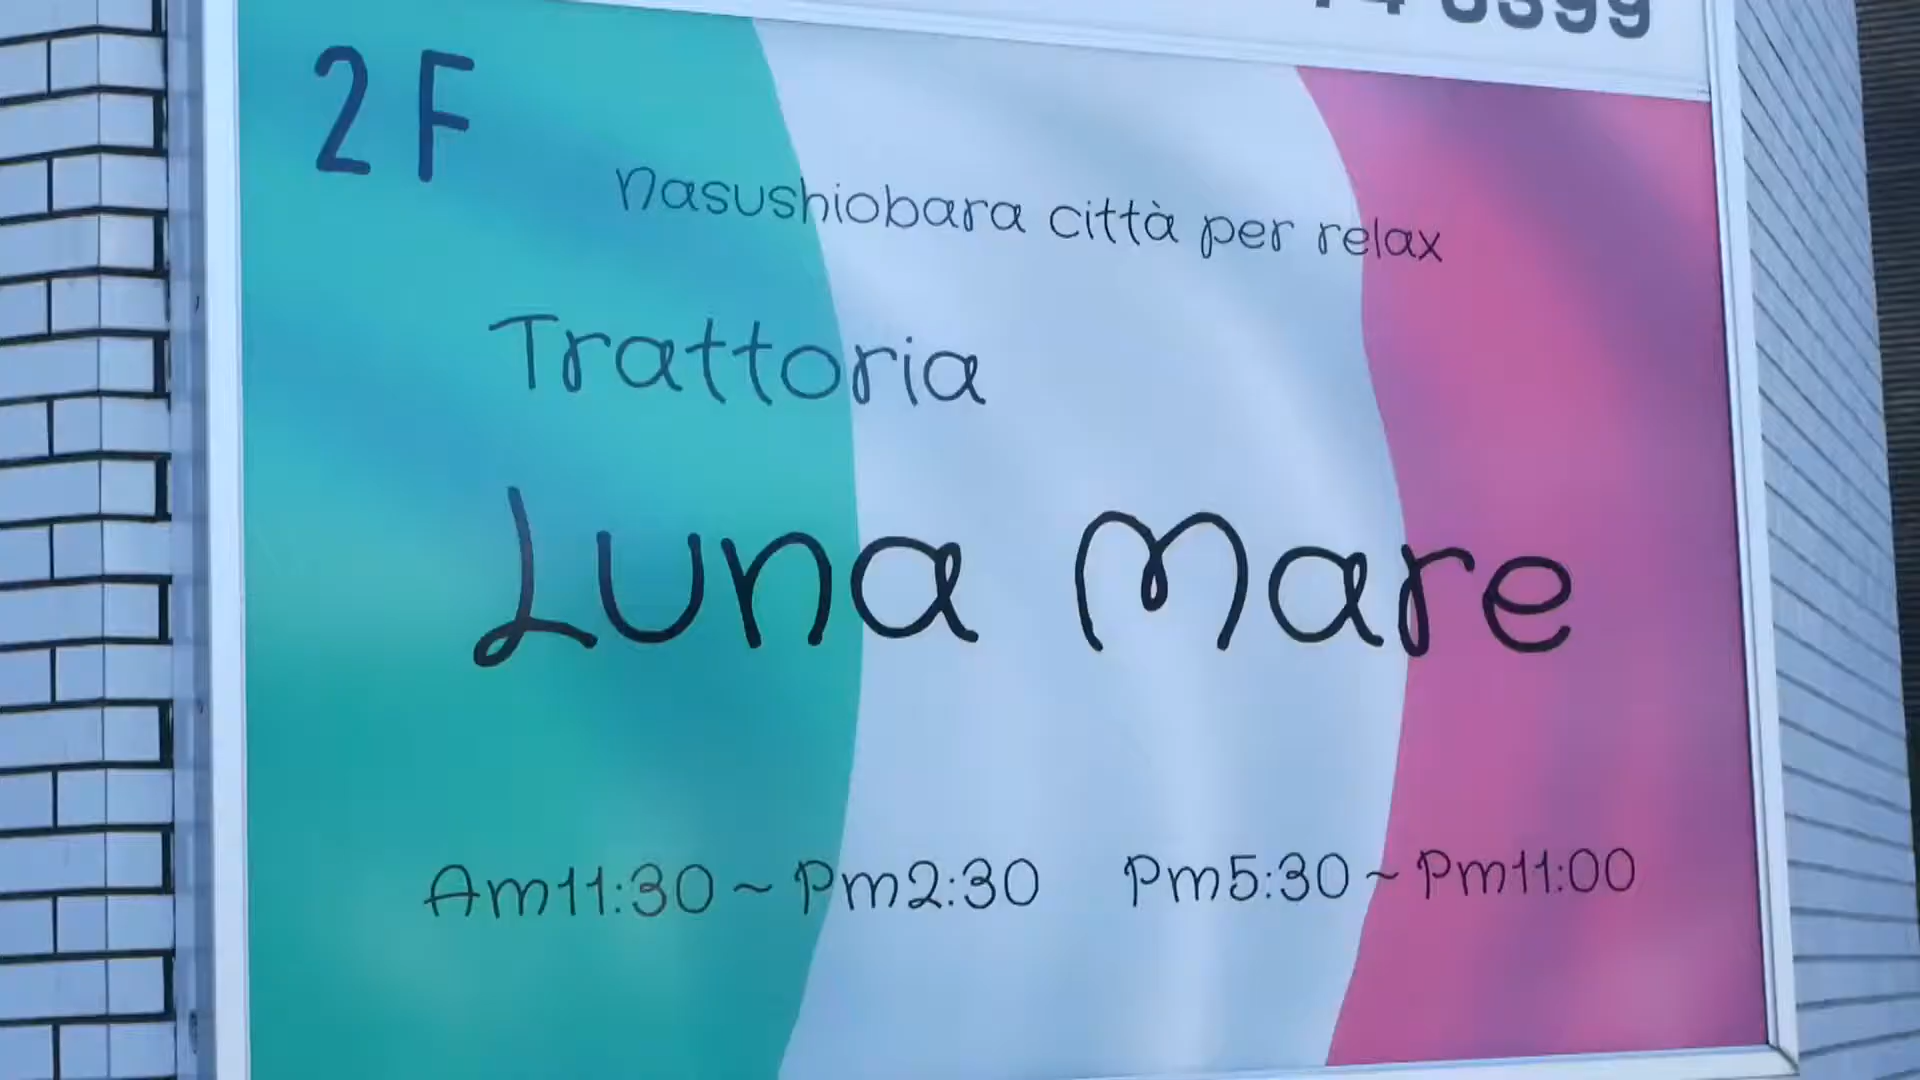 2F
nasushiobara città per relax
Trattoria
Luna Mare
Am11:30 ~ Pm2:30 Pm5:30 ~ Pm11:00